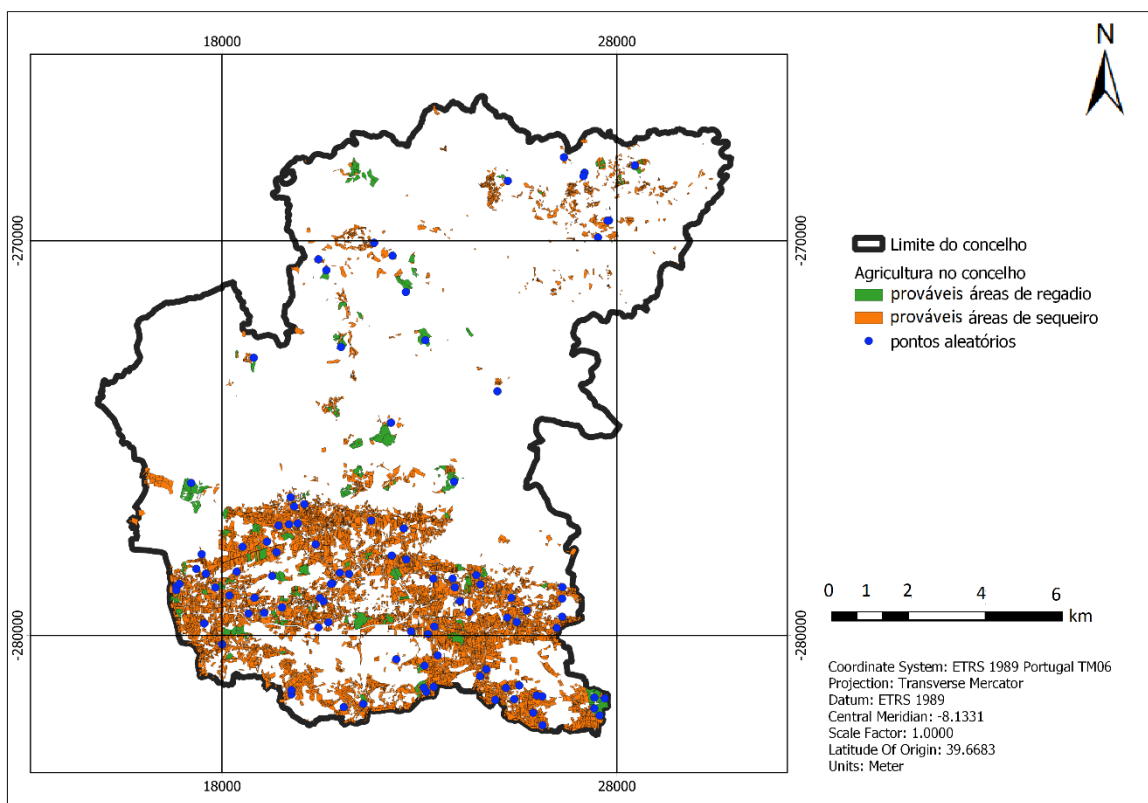 18000
28000
N
-270000
-270000
Limite do concelho
Agricultura no concelho
prováveis áreas de regadio
prováveis áreas de sequeiro
pontos aleatórios
0 1 2 4 6
km
-280000
-280000
Coordinate System: ETRS 1989 Portugal TM06
Projection: Transverse Mercator
Datum: ETRS 1989
Central Meridian: -8.1331
Scale Factor: 1.0000
Latitude Of Origin: 39.6683
Units: Meter
18000
28000